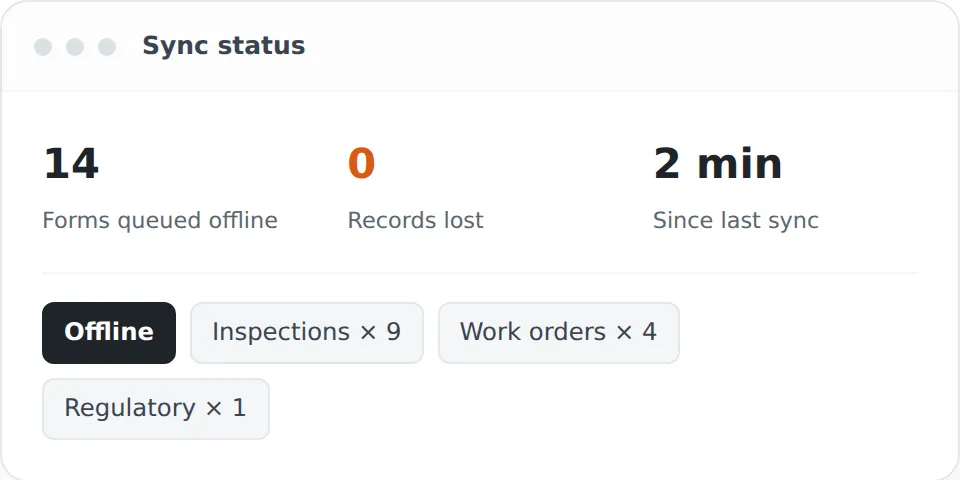 Sync status
14
0
2 min
Forms queued offline
Records lost
Since last sync
Offline
Inspections × 9
Work orders × 4
Regulatory × 1